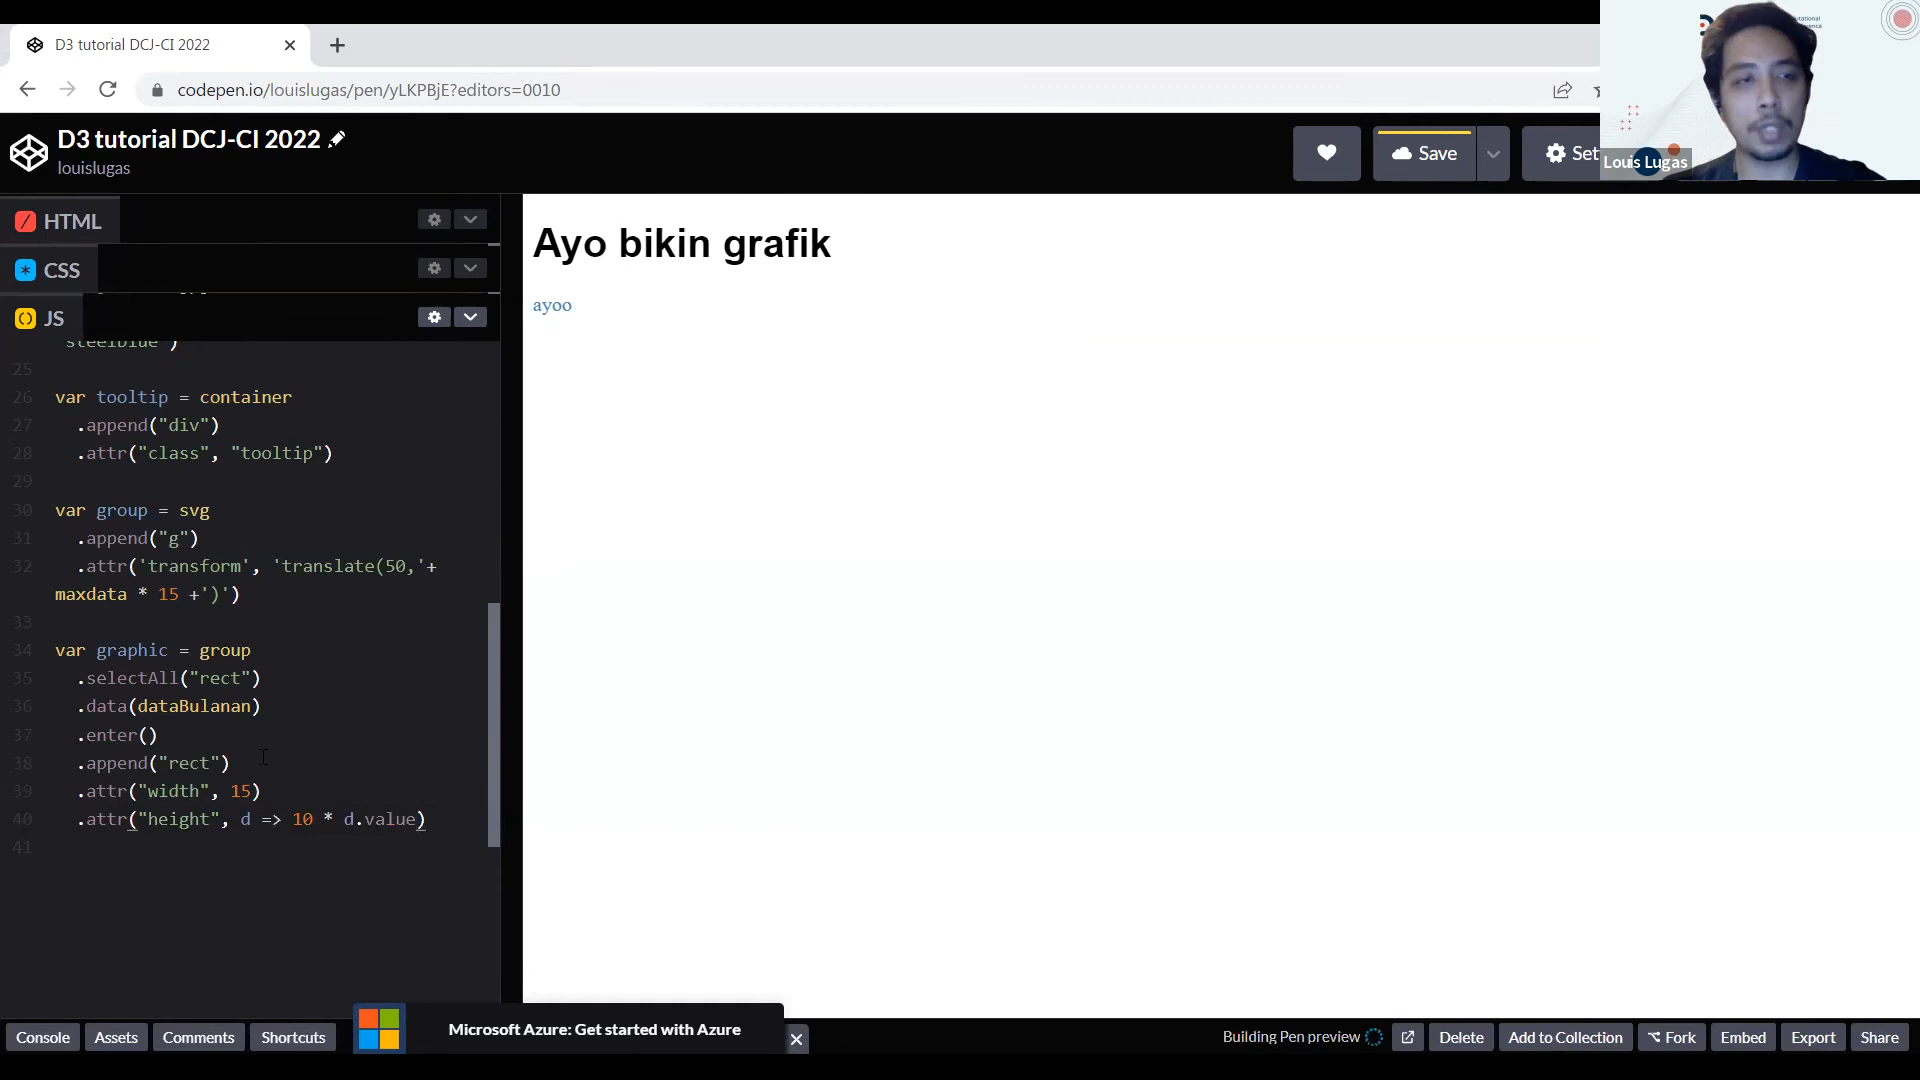 D3 tutorial DCJ-CI 2022
codepen.io/louislugas/pen/yLKPBjE?editors=0010
D3 tutorial DCJ-CI 2022
louislugas
Save
Set
Louis Lugas
HTML
CSS
JS
"steelblue")
25
26 var tooltip = container
27 .append("div")
28 .attr("class", "tooltip")
29
30 var group = svg
31 .append("g")
32 .attr('transform', 'translate(50,'+
maxdata * 15 +')')
33
34 var graphic = group
35 .selectAll("rect")
36 .data(dataBulanan)
37 .enter()
38 .append("rect")
39 .attr("width", 15)
40 .attr("height", d => 10 * d.value)
41
Ayo bikin grafik
ayoo
Console
Assets
Comments
Shortcuts
Microsoft Azure: Get started with Azure
Building Pen preview
Delete
Add to Collection
Fork
Embed
Export
Share